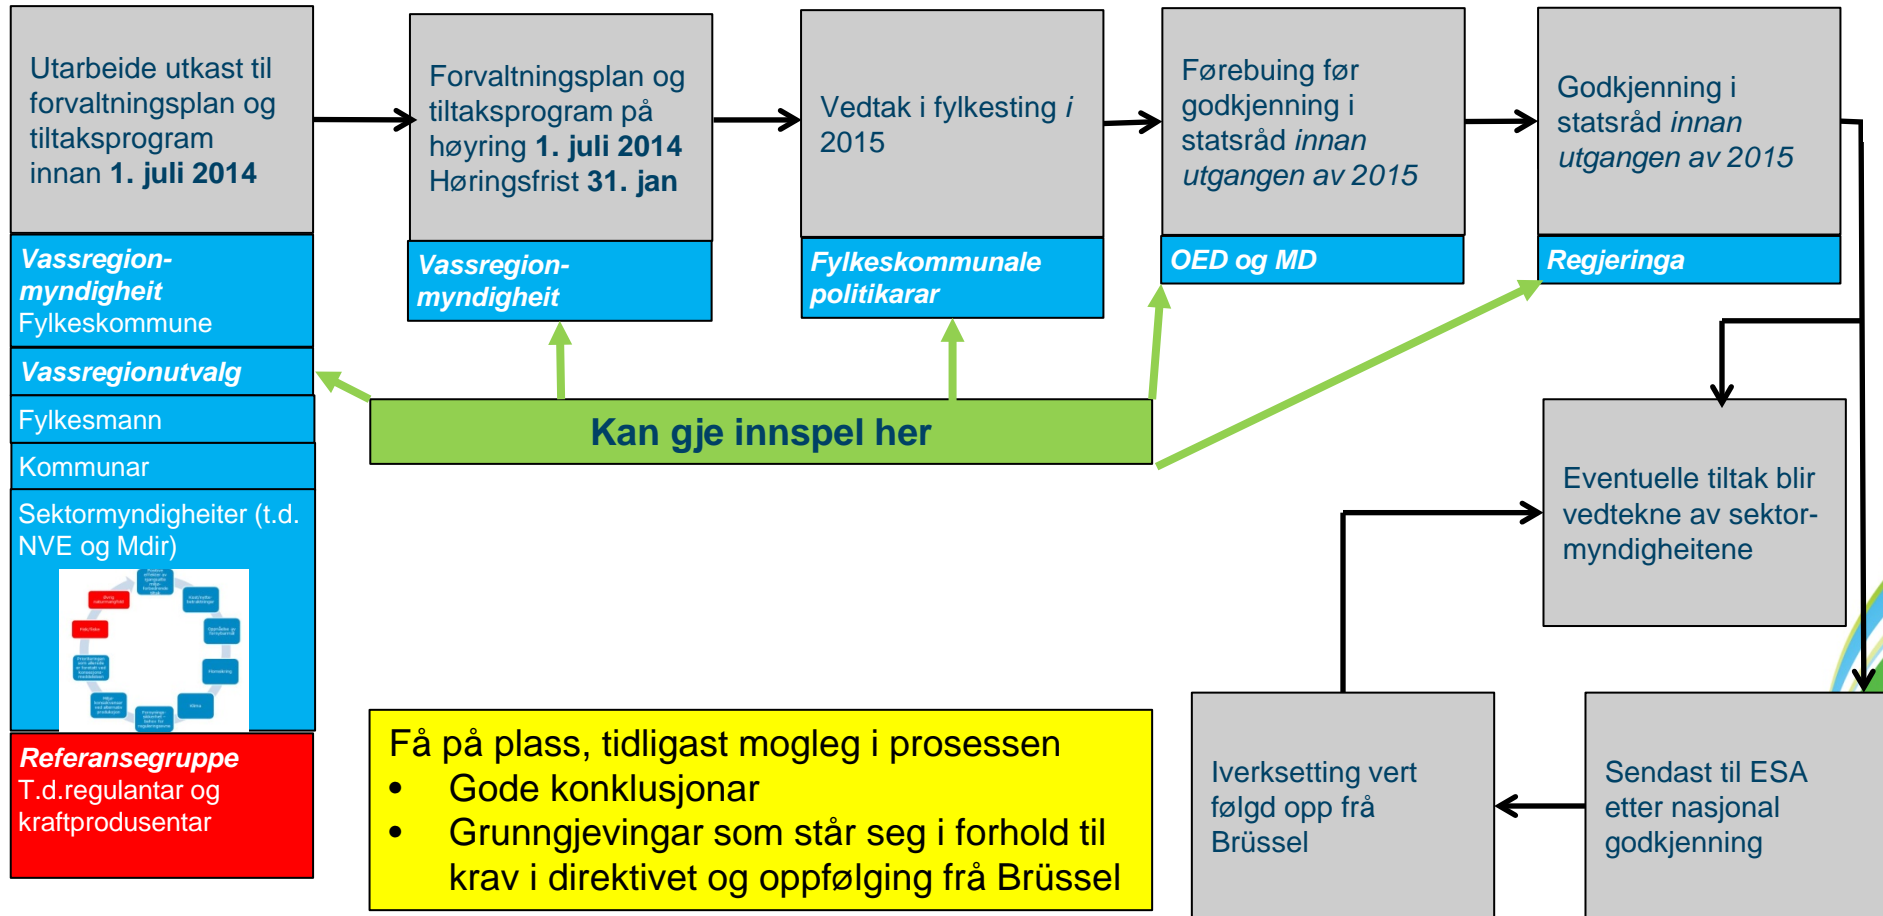 Utarbeide utkast til
forvaltningsplan og
tiltaksprogram
innan 1. juli 2014
Vassregion-
myndigheit
Fylkeskommune
Vassregionutvalg
Fylkesmann
Kommunar
Sektormyndigheiter (t.d.
NVE og Mdir)
Flomsikring
Klima
Referansegruppe
T.d.regulantar og
kraftprodusentar
Forvaltningsplan og
tiltaksprogram på
høyring 1. juli 2014
Høringsfrist 31. jan
Vassregion-
myndigheit
Vedtak i fylkesting i
2015
Fylkeskommunale
politikarar
Førebuing før
godkjenning i
statsråd innan
utgangen av 2015
OED og MD
Godkjenning i
statsråd innan
utgangen av 2015
Regjeringa
Kan gje innspel her
Eventuelle tiltak blir
vedtekne av sektor-
myndigheitene
Få på plass, tidligast mogleg i prosessen
• Gode konklusjonar
• Grunngjevingar som står seg i forhold til
krav i direktivet og oppfølging frå Brüssel
Iverksetting vert
følgd opp frå
Brüssel
Sendast til ESA
etter nasjonal
godkjenning